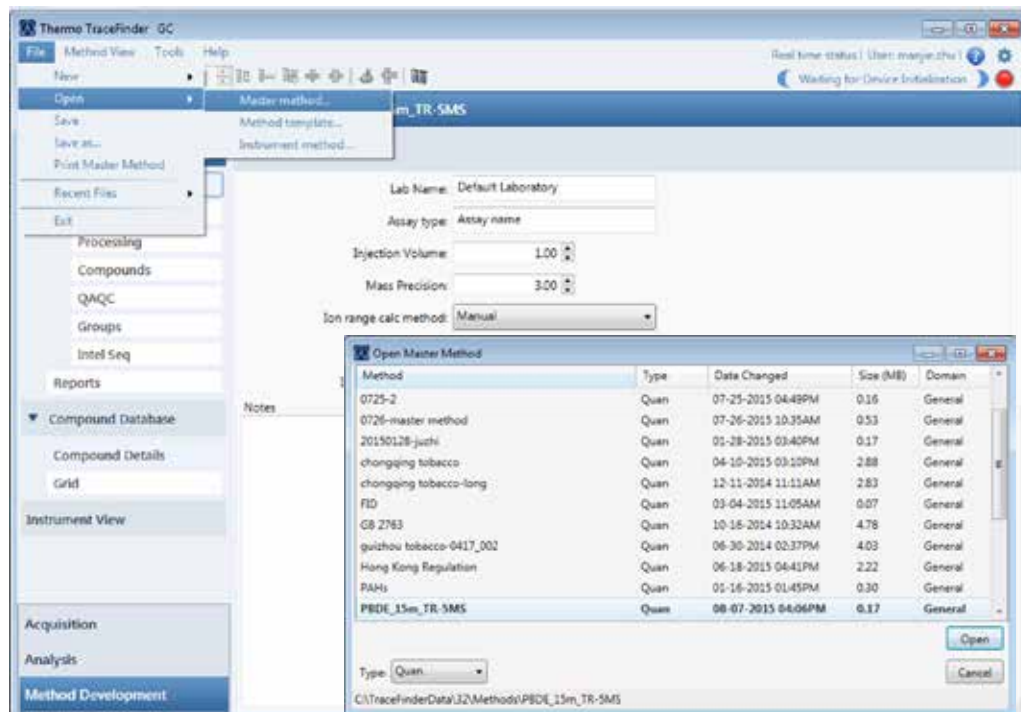 Thermo TraceFinder GC
File Method View Tools Help
Real time status | User: manjie.zhu |
Waiting for Device Initialization
New
Open
Save
Save as...
Print Master Method
Recent Files
Exit
Master method...
Method template...
Instrument method...
m_TR-5MS
Processing
Compounds
QAQC
Groups
Intel Seq
Reports
Compound Database
Compound Details
Grid
Instrument View
Acquisition
Analysis
Method Development
Lab Name: Default Laboratory
Assay type: Assay name
Injection Volume: 1.00
Mass Precision: 3.00
Ion range calc method: Manual
Notes
Open Master Method
Method Type Date Changed Size (MB) Domain
0725-2 Quan 07-25-2015 04:49PM 0.16 General
0726-master method Quan 07-26-2015 10:35AM 0.53 General
20150128-juzhi Quan 01-28-2015 03:40PM 0.17 General
chongqing tobacco Quan 04-10-2015 03:10PM 2.88 General
chongqing tobacco-long Quan 12-11-2014 11:11AM 2.83 General
FID Quan 03-04-2015 11:05AM 0.07 General
GB 2763 Quan 10-16-2014 10:32AM 4.78 General
guizhou tobacco-0417_002 Quan 06-30-2014 02:37PM 4.03 General
Hong Kong Regulation Quan 06-18-2015 04:41PM 2.22 General
PAHs Quan 01-16-2015 01:45PM 0.30 General
PBDE_15m_TR-5MS Quan 08-07-2015 04:06PM 0.17 General
Open
Type: Quan
Cancel
C:\TraceFinderData\32\Methods\PBDE_15m_TR-5MS